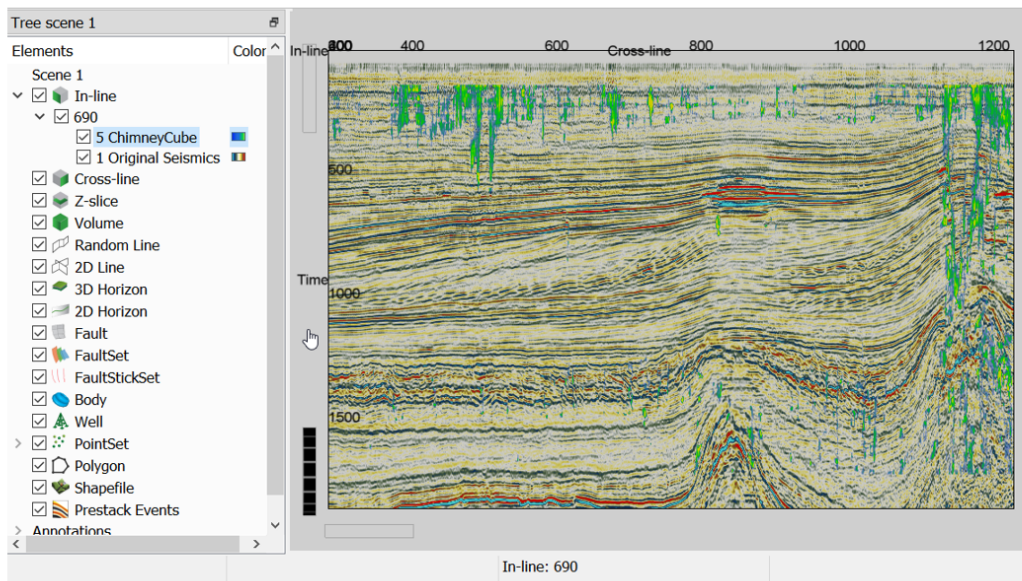 Tree scene 1
Elements Color
Scene 1
In-line
690
5 ChimneyCube
1 Original Seismics
Cross-line
Z-slice
Volume
Random Line
2D Line
3D Horizon
2D Horizon
Fault
FaultSet
FaultStickSet
Body
Well
PointSet
Polygon
Shapefile
Prestack Events
Annotations
In-line 400 600 Cross-line 800 1000 1200
500
Time
1000
1500
In-line: 690